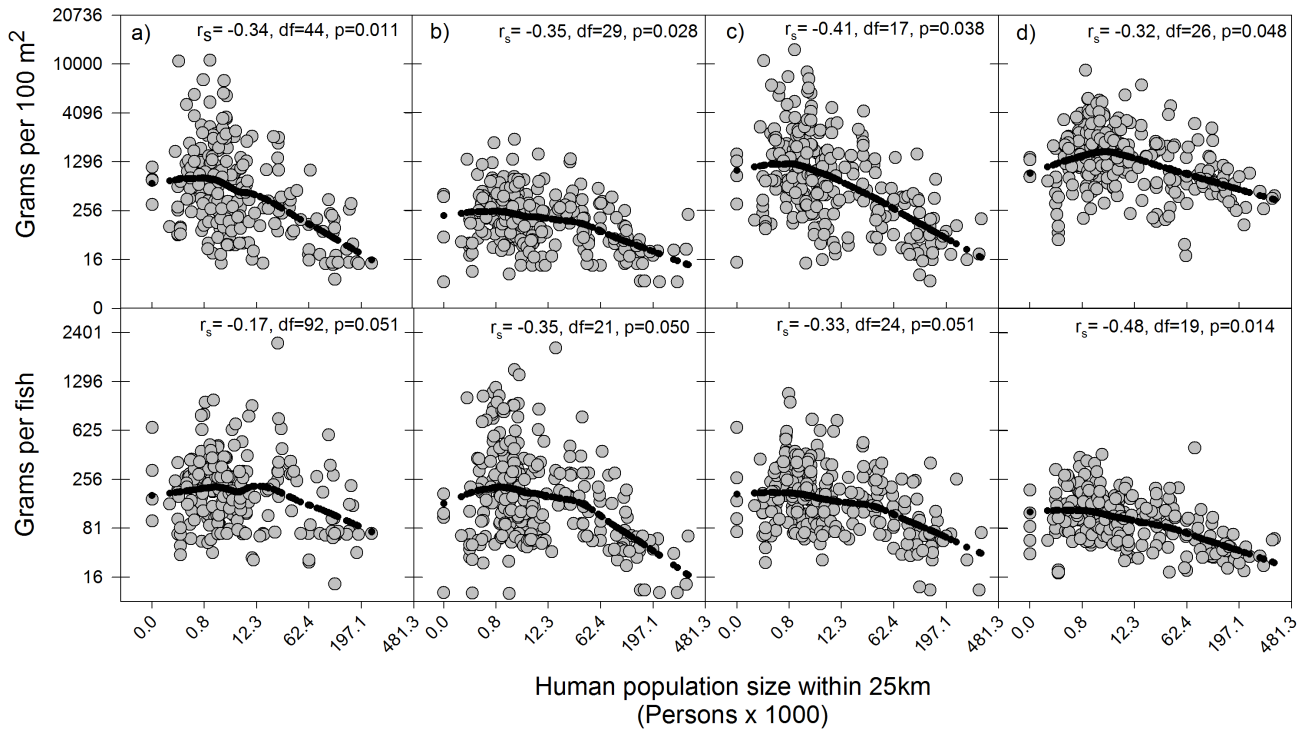 a) rs= -0.34, df=44, p=0.011
b) rs= -0.35, df=29, p=0.028
c) rs= -0.41, df=17, p=0.038
d) rs= -0.32, df=26, p=0.048
Grams per 100 m2
20736
10000
4096
1296
256
16
0
rs= -0.17, df=92, p=0.051
rs= -0.35, df=21, p=0.050
rs= -0.33, df=24, p=0.051
rs= -0.48, df=19, p=0.014
Grams per fish
2401
1296
625
256
81
16
0.0 0.8 12.3 62.4 197.1 481.3 0.0 0.8 12.3 62.4 197.1 481.3 0.0 0.8 12.3 62.4 197.1 481.3 0.0 0.8 12.3 62.4 197.1 481.3
Human population size within 25km
(Persons x 1000)